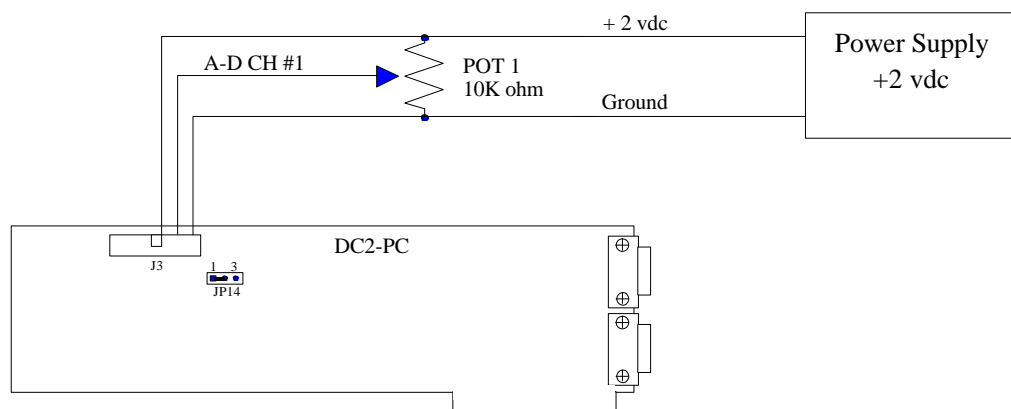 + 2 vdc
Power Supply
+2 vdc
A-D CH #1
POT 1
10K ohm
Ground
DC2-PC
J3
1 3
JP14